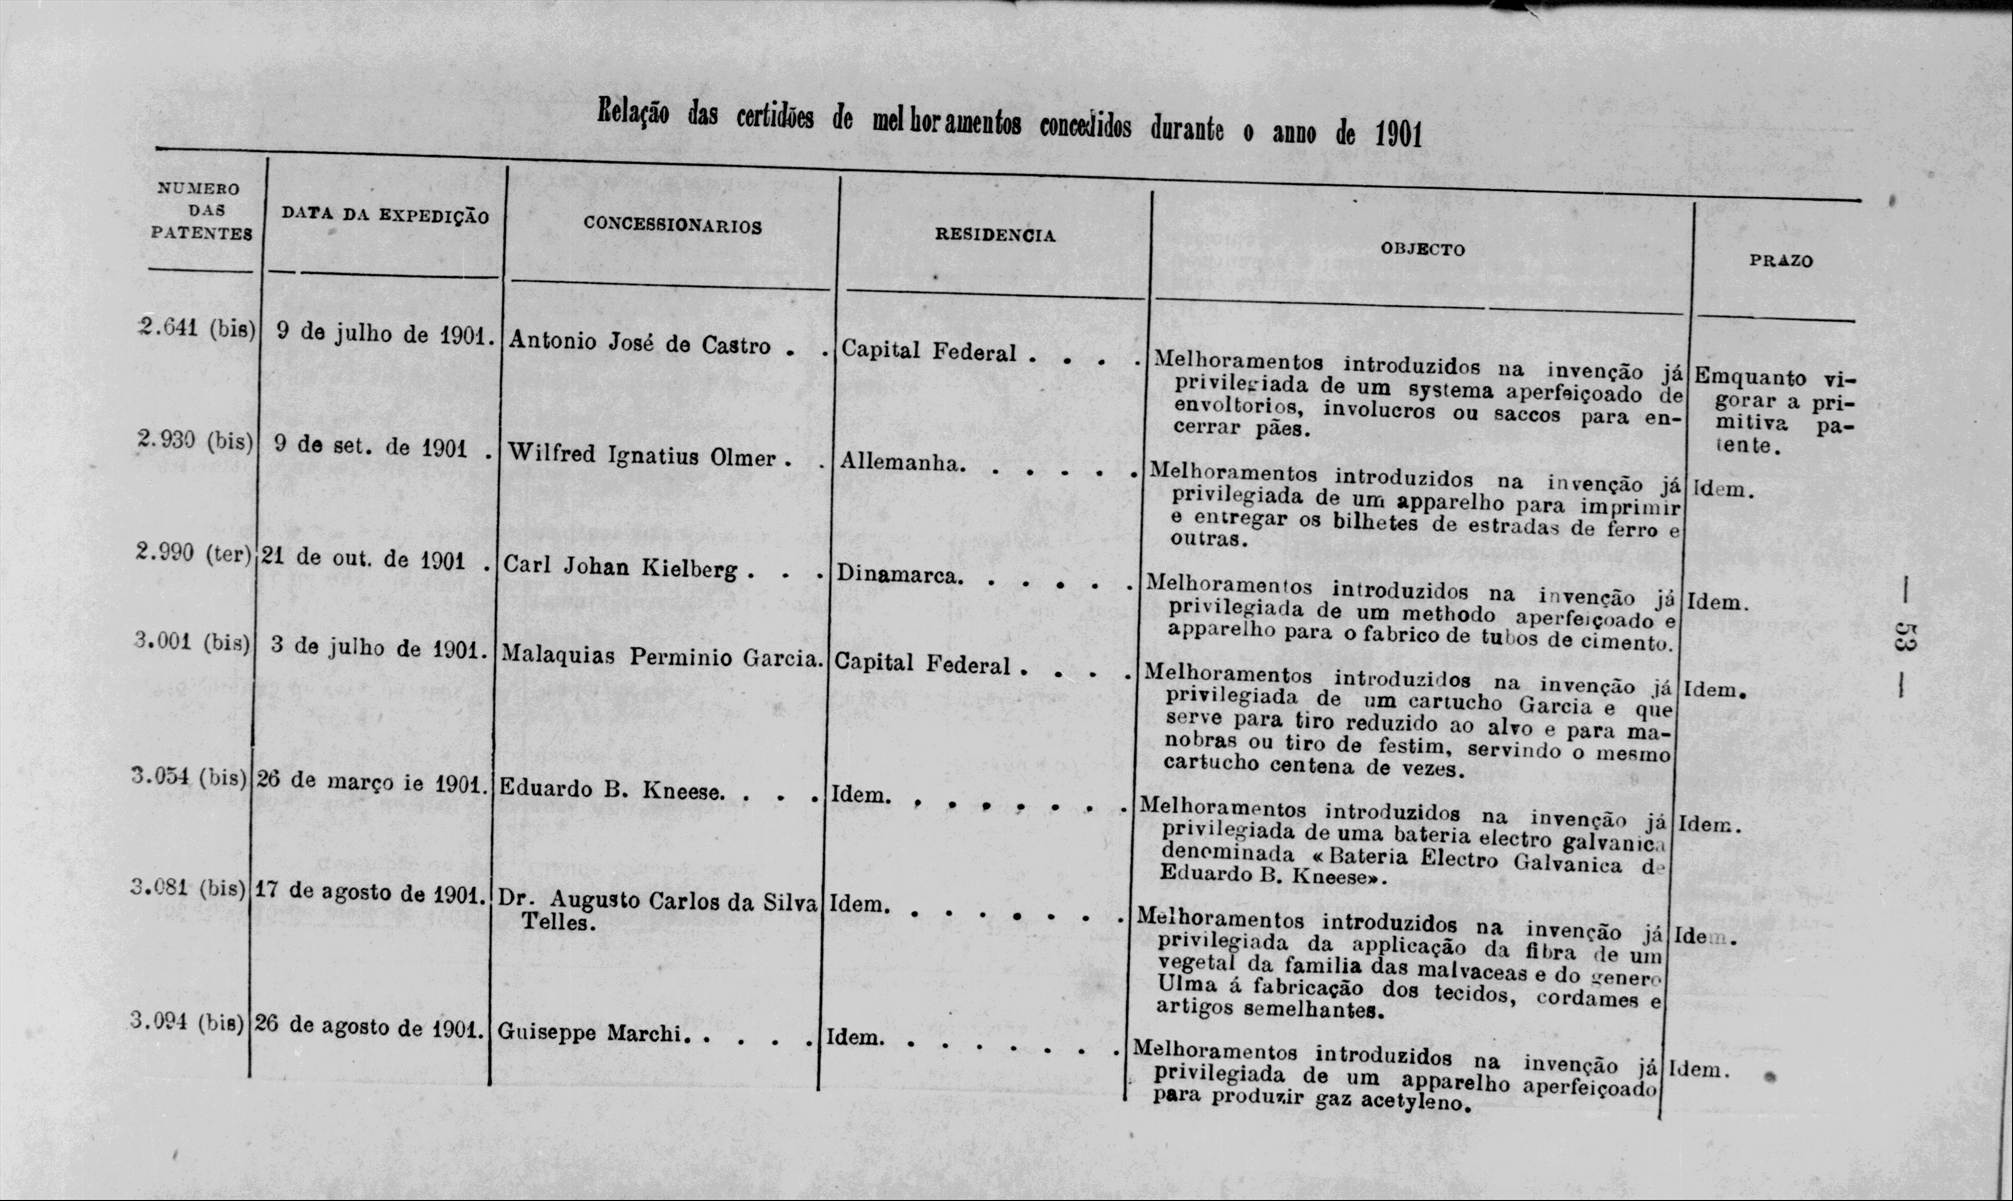 Relação das certidões de melhoramentos concedidos durante o anno de 1901
NUMERO
DAS
PATENTES
DATA DA EXPEDIÇÃO
CONCESSIONARIOS
RESIDENCIA
OBJECTO
PRAZO
2.641 (bis)
9 de julho de 1901.
Antonio José de Castro . .
Capital Federal . . . .
Melhoramentos introduzidos na invenção já
privilegiada de um systema aperfeiçoado de
envoltorios, involucros ou saccos para en-
cerrar pães.
Emquanto vi-
gorar a pri-
mitiva pa-
tente.
2.930 (bis)
9 de set. de 1901 .
Wilfred Ignatius Olmer . .
Allemanha. . . . . .
Melhoramentos introduzidos na invenção já
privilegiada de um apparelho para imprimir
e entregar os bilhetes de estradas de ferro e
outras.
Idem.
2.990 (ter)
21 de out. de 1901 .
Carl Johan Kielberg . . .
Dinamarca. . . . . .
Melhoramentos introduzidos na invenção já
privilegiada de um methodo aperfeiçoado e
apparelho para o fabrico de tubos de cimento.
Idem.
3.001 (bis)
3 de julho de 1901.
Malaquias Perminio Garcia.
Capital Federal . . . .
Melhoramentos introduzidos na invenção já
privilegiada de um cartucho Garcia e que
serve para tiro reduzido ao alvo e para ma-
nobras ou tiro de festim, servindo o mesmo
cartucho centena de vezes.
Idem.
3.054 (bis)
26 de março ie 1901.
Eduardo B. Kneese. . . .
Idem. . . . . . . .
Melhoramentos introduzidos na invenção já
privilegiada de uma bateria electro galvanica
denominada «Bateria Electro Galvanica de
Eduardo B. Kneese».
Idem.
3.081 (bis)
17 de agosto de 1901.
Dr. Augusto Carlos da Silva
Telles.
Idem. . . . . . . .
Melhoramentos introduzidos na invenção já
privilegiada da applicação da fibra de um
vegetal da familia das malvaceas e do genero
Ulma á fabricação dos tecidos, cordames e
artigos semelhantes.
Idem.
3.094 (bis)
26 de agosto de 1901.
Guiseppe Marchi. . . . .
Idem. . . . . . . .
Melhoramentos introduzidos na invenção já
privilegiada de um apparelho aperfeiçoado
para produzir gaz acetyleno.
Idem.
— 53 —